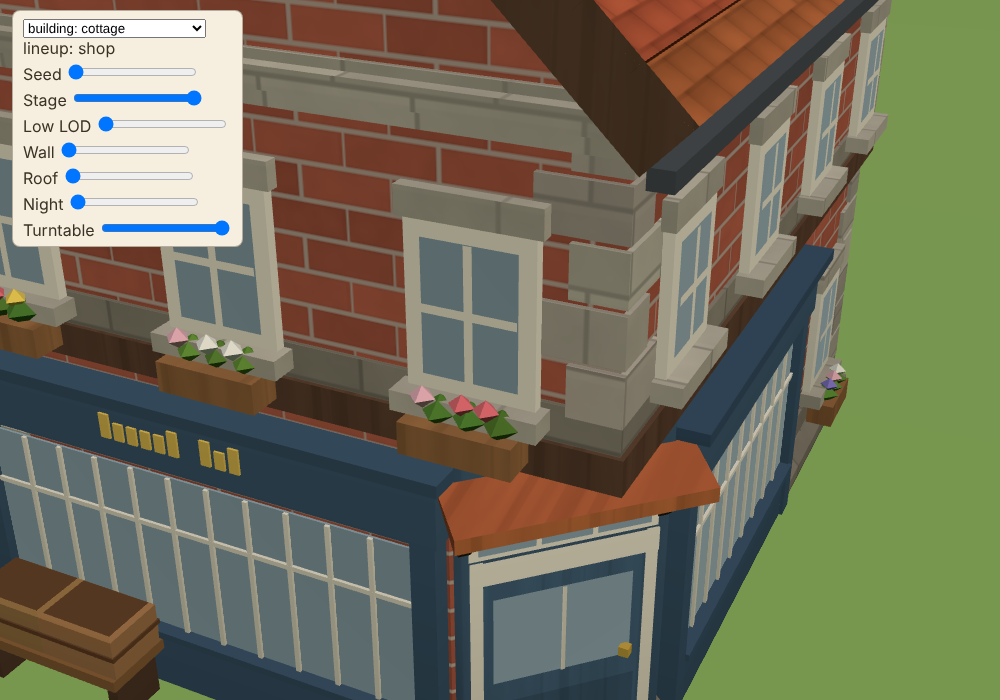 building: cottage
lineup: shop
Seed
Stage
Low LOD
Wall
Roof
Night
Turntable